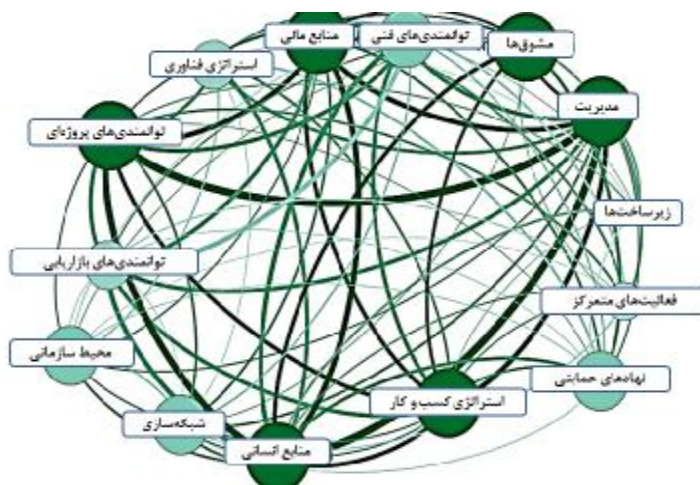 توانمندی‌های فنی
منابع مالی
مشوق‌ها
استراتژی فناوری
مدیریت
توانمندی‌های پروژه‌ای
زیرساخت‌ها
توانمندی‌های بازاریابی
فعالیت‌های متمرکز
محیط سازمانی
نهادهای حمایتی
استراتژی کسب و کار
شبکه‌سازی
منابع انسانی